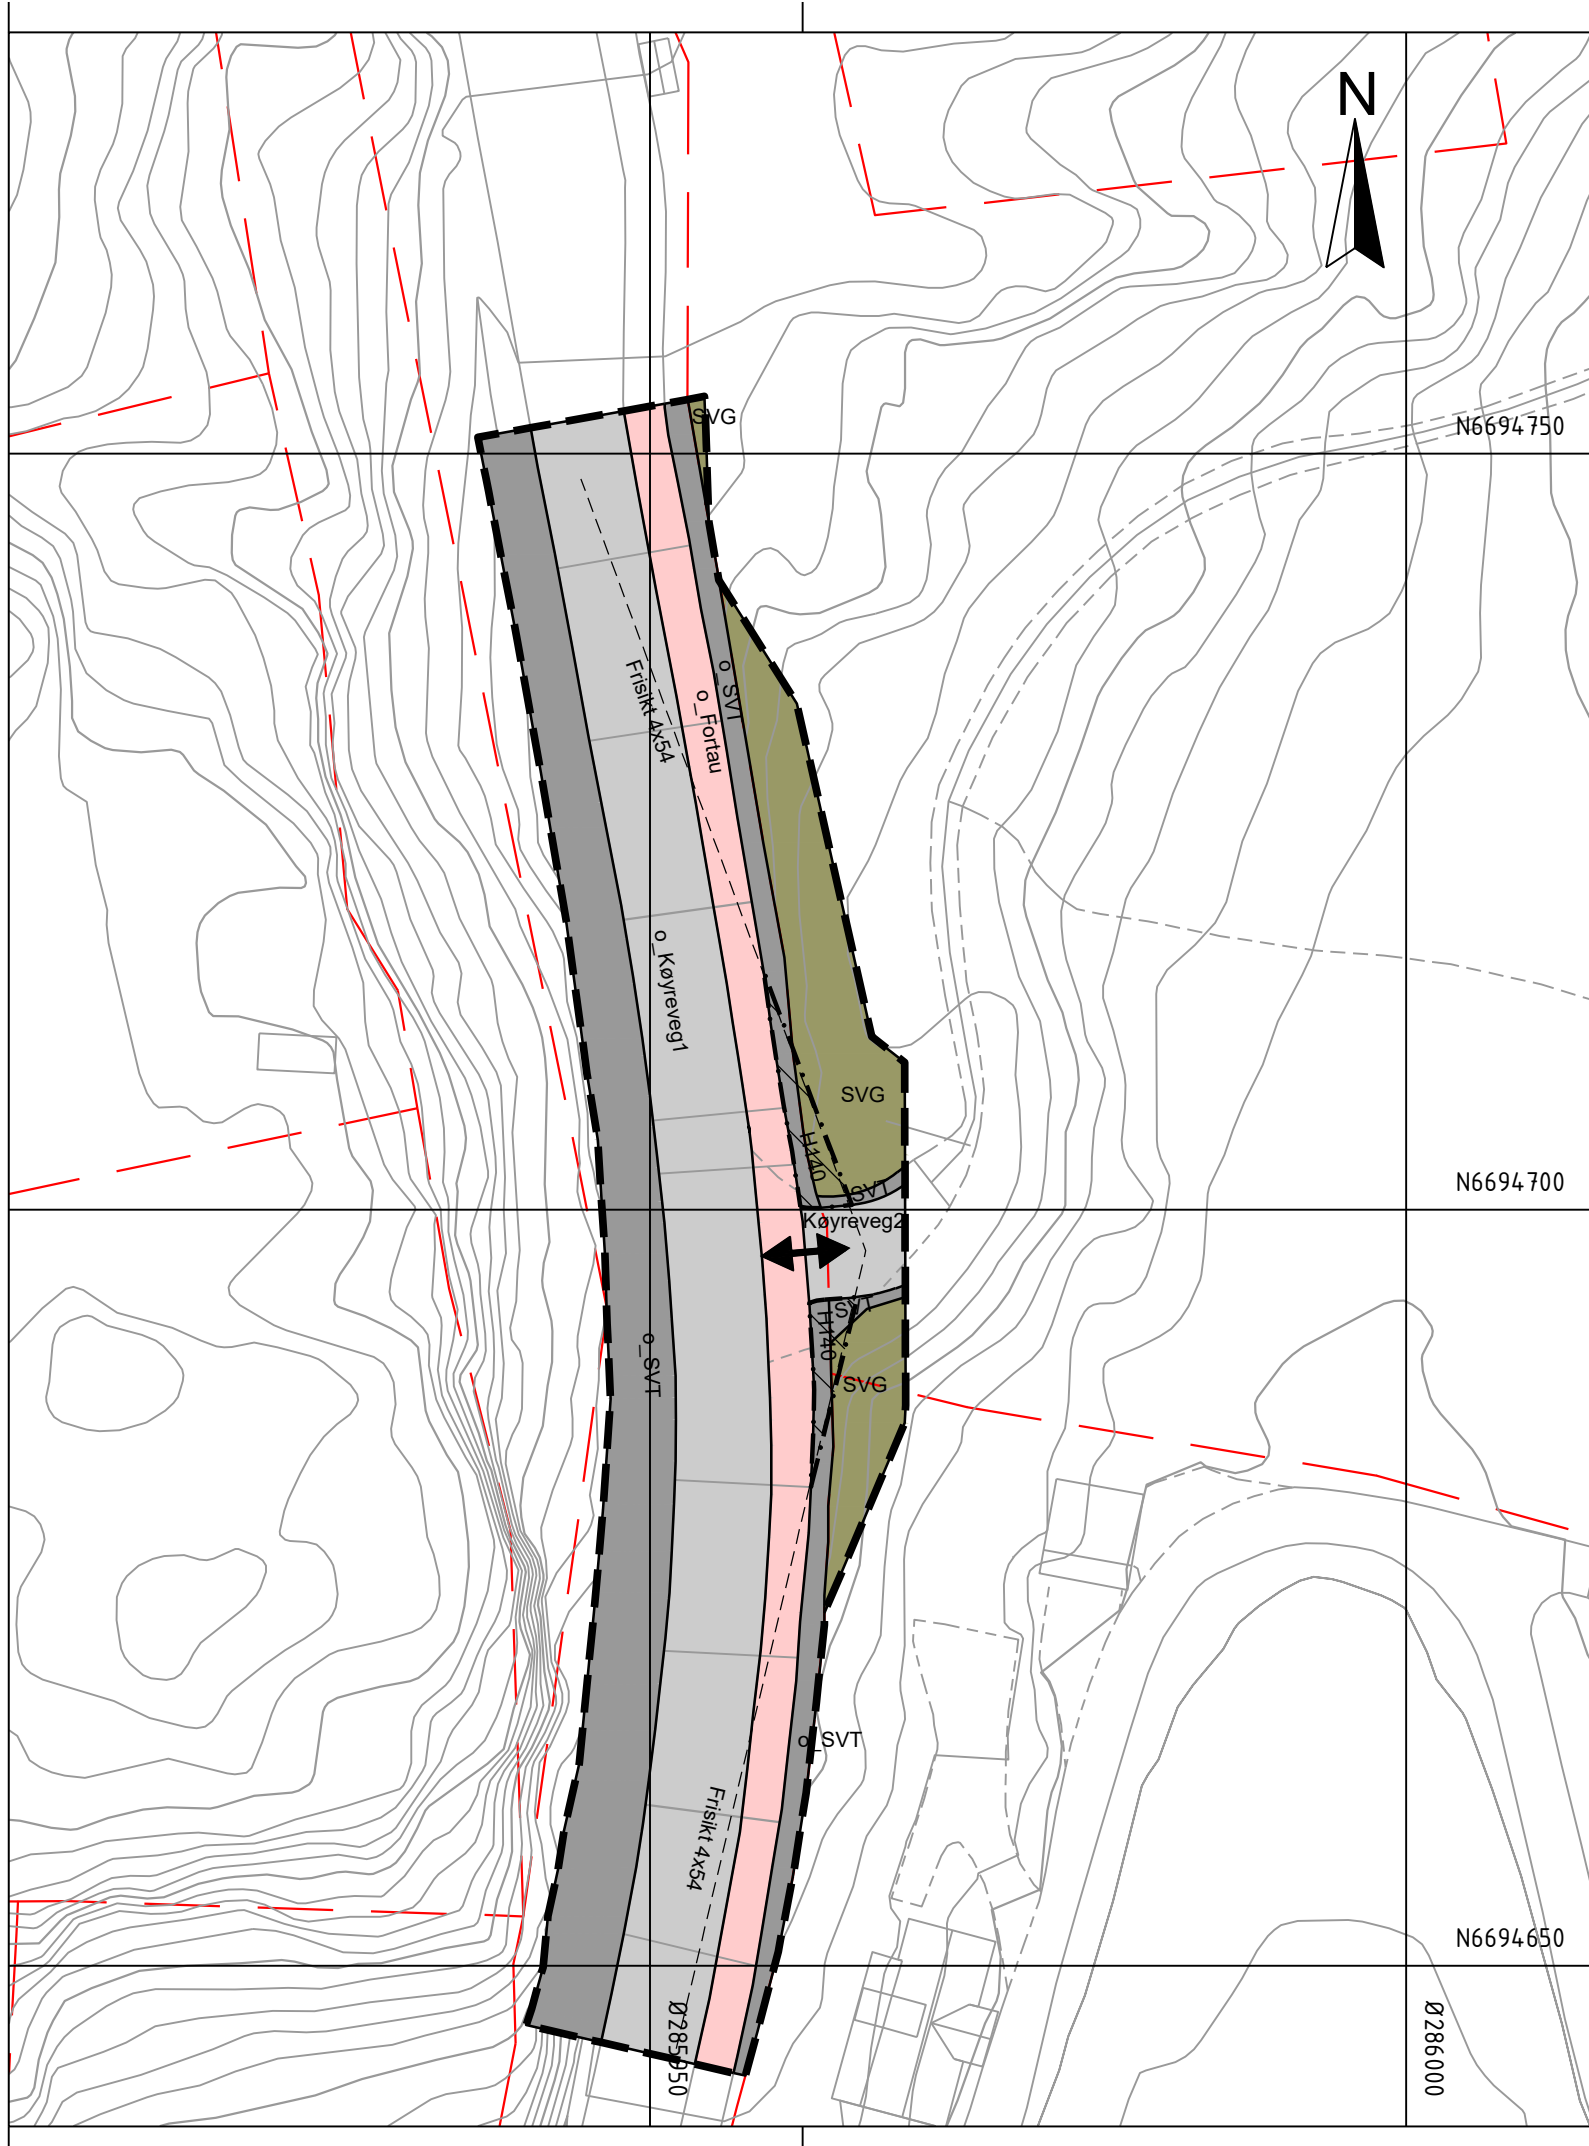 N
SVG
N6694750
o_SVT
Frisikt 4x54
o_Fortau
o_Køyreveg1
SVG
H140
N6694700
SVT
Køyreveg2
SVT
H140
o_SVT
SVG
o_SVT
Frisikt 4x54
N6694650
Ø285950
Ø286000